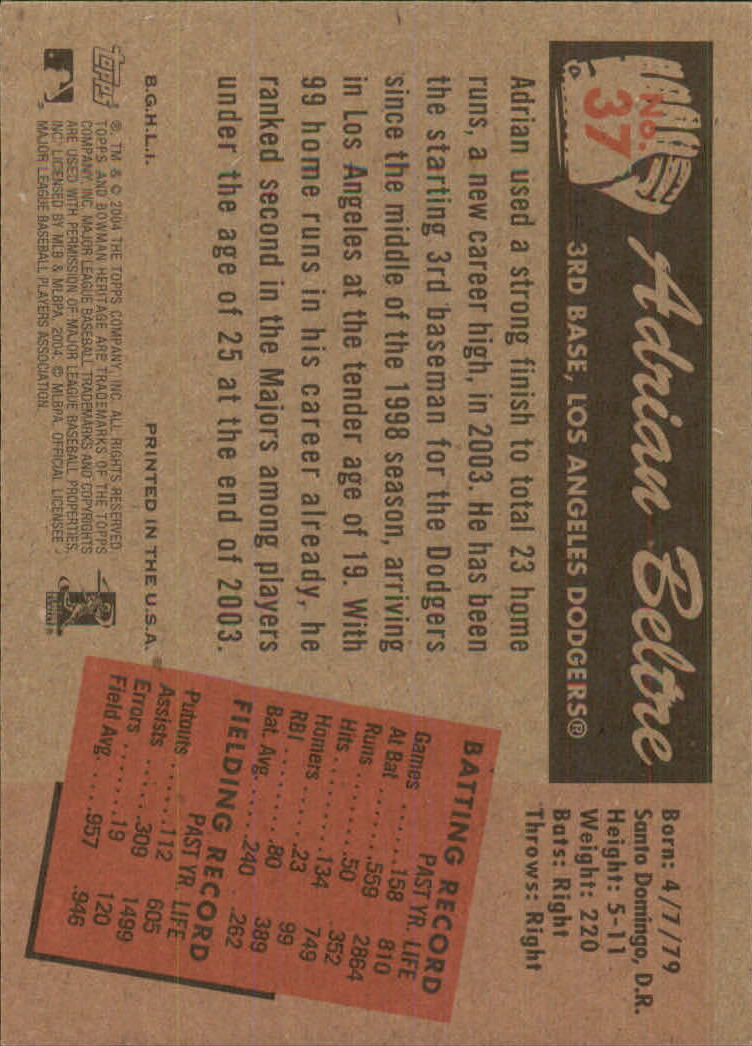 No.
37
Adrian Beltre
3RD BASE, LOS ANGELES DODGERS®
Born: 4/7/79
Santo Domingo, D.R.
Height: 5-11
Weight: 220
Bats: Right
Throws: Right
Adrian used a strong finish to total 23 home
runs, a new career high, in 2003. He has been
the starting 3rd baseman for the Dodgers
since the middle of the 1998 season, arriving
in Los Angeles at the tender age of 19. With
99 home runs in his career already, he
ranked second in the Majors among players
under the age of 25 at the end of 2003.
BATTING RECORD
PAST YR. LIFE
Games ......158 810
At Bat ........559 2864
Runs ..........50 352
Hits ..........134 749
Homers ......23 99
RBI ..........80 389
Bat. Avg. ....240 .262
FIELDING RECORD
PAST YR. LIFE
Putouts ......112 605
Assists ......309 1499
Errors ........19 120
Field Avg. ...957 .946
B.G.H.L.I. PRINTED IN THE U.S.A.
Topps ®, TM & © 2004 THE TOPPS COMPANY, INC. ALL RIGHTS RESERVED.
TOPPS AND BOWMAN HERITAGE ARE TRADEMARKS OF THE TOPPS
COMPANY, INC. MAJOR LEAGUE BASEBALL TRADEMARKS AND COPYRIGHTS
ARE USED WITH PERMISSION OF MAJOR LEAGUE BASEBALL PROPERTIES,
INC. LICENSED BY MLB & MLBPA, 2004. © MLBPA, OFFICIAL LICENSEE -
MAJOR LEAGUE BASEBALL PLAYERS ASSOCIATION.